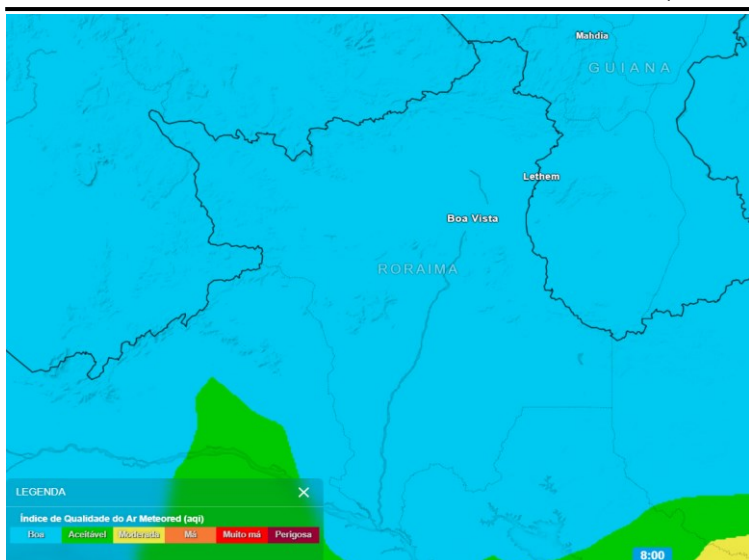 Mahdia
GUIANA
Lethem
Boa Vista
RORAIMA
LEGENDA
Índice de Qualidade do Ar Meteored (aqi)
Boa Aceitável Moderada Má Muito má Perigosa
8:00